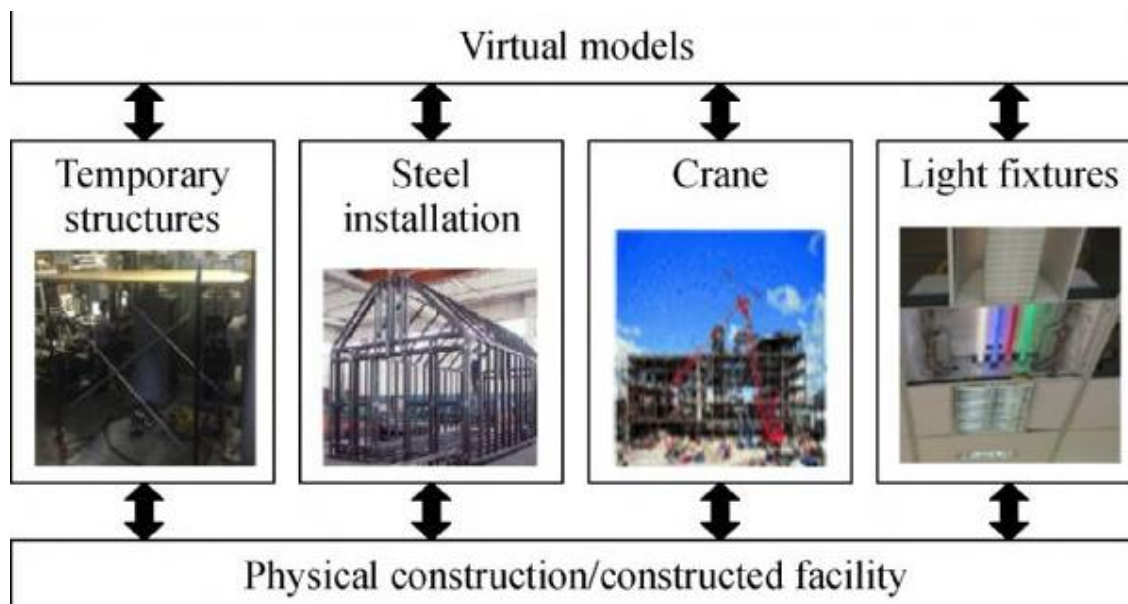 Virtual models
Temporary
structures
Steel
installation
Crane
Light fixtures
Physical construction/constructed facility